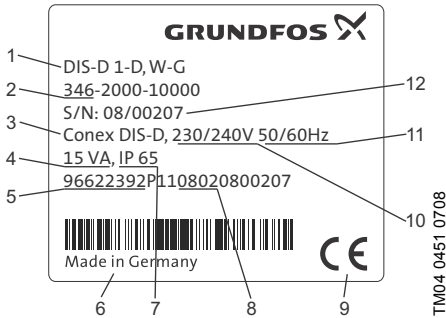 GRUNDFOS
1
DIS-D 1-D, W-G
2
346-2000-10000
12
S/N: 08/00207
3
Conex DIS-D, 230/240V 50/60Hz
11
4
15 VA, IP 65
5
96622392P1108020800207
10
Made in Germany
CE
6
7
8
9
TM04 0451 0708